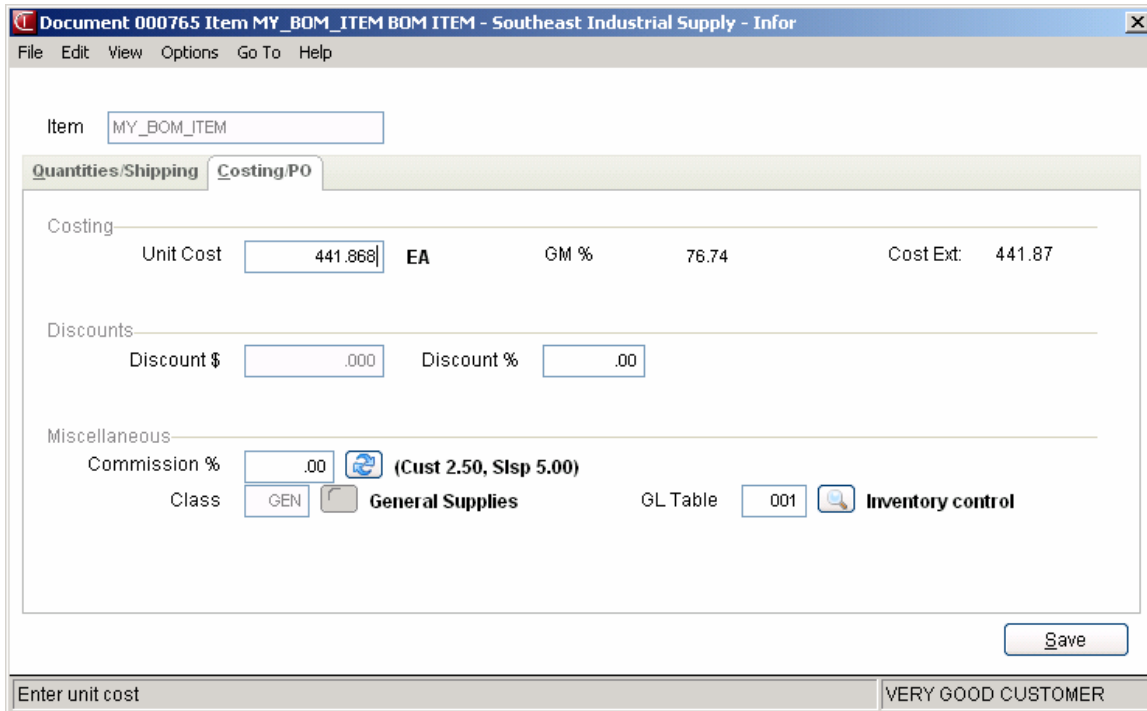 Document 000765 Item MY_BOM_ITEM BOM ITEM - Southeast Industrial Supply - Infor
File Edit View Options Go To Help
Item MY_BOM_ITEM
Quantities/Shipping Costing/PO
Costing
Unit Cost 441.868 EA GM % 76.74 Cost Ext: 441.87
Discounts
Discount $ .000 Discount % .00
Miscellaneous
Commission % .00 (Cust 2.50, Slsp 5.00)
Class GEN General Supplies GL Table 001 Inventory control
Save
Enter unit cost VERY GOOD CUSTOMER